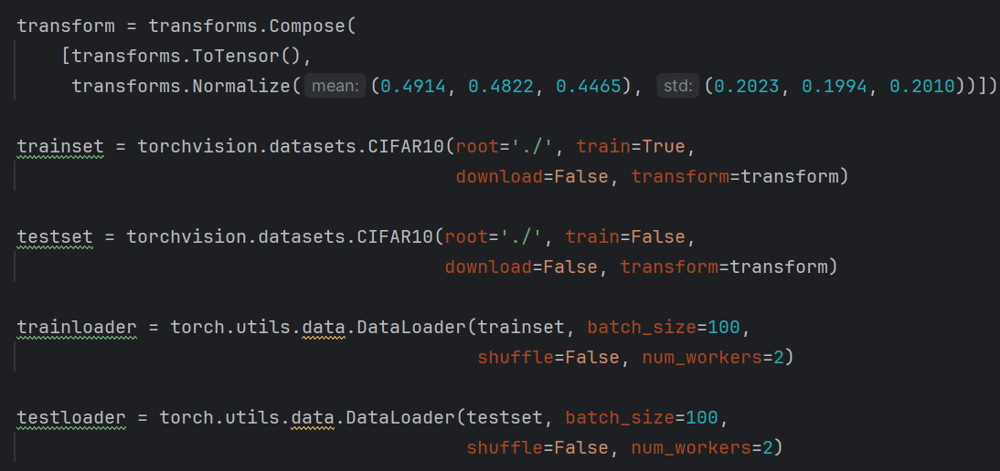 transform = transforms.Compose(
    [transforms.ToTensor(),
     transforms.Normalize( mean: (0.4914, 0.4822, 0.4465), std: (0.2023, 0.1994, 0.2010))])
trainset = torchvision.datasets.CIFAR10(root='./', train=True,
                                        download=False, transform=transform)
testset = torchvision.datasets.CIFAR10(root='./', train=False,
                                       download=False, transform=transform)
trainloader = torch.utils.data.DataLoader(trainset, batch_size=100,
                                          shuffle=False, num_workers=2)
testloader = torch.utils.data.DataLoader(testset, batch_size=100,
                                         shuffle=False, num_workers=2)